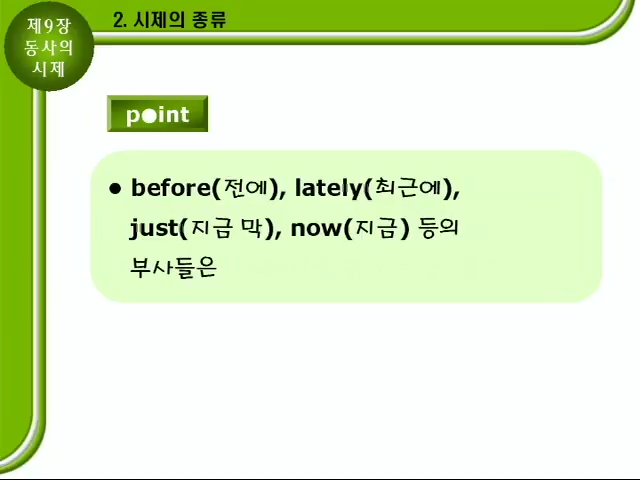 제9장
동사의
시제
2. 시제의 종류
point
● before(전에), lately(최근에),
just(지금 막), now(지금) 등의
부사들은